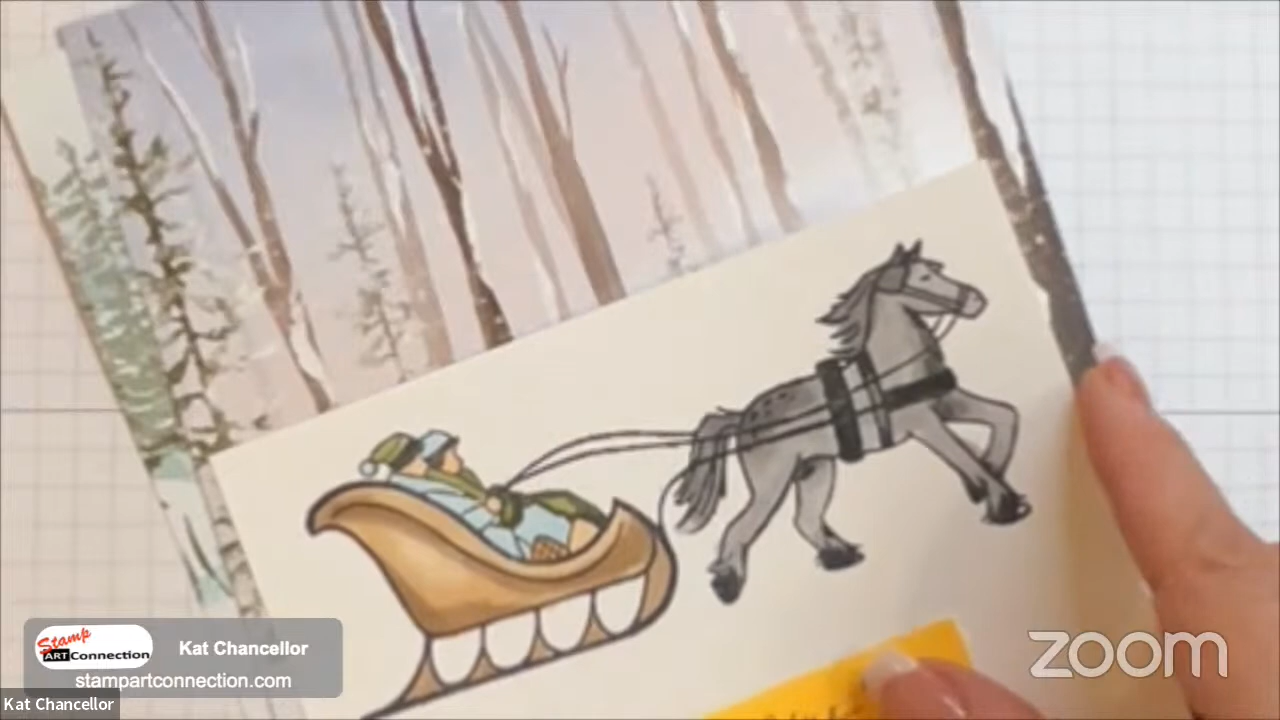 Stamp
ART Connection
Kat Chancellor
stampartconnection.com
Kat Chancellor
zoom